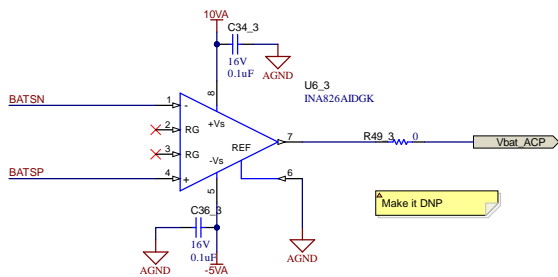 10VA
C34_3
16V
0.1uF
AGND
U6_3
INA826AIDGK
BATSN
1
-
8
+Vs
2
RG
7
R49_3
0
Vbat_ACP
3
RG
REF
-Vs
BATSP
4
+
5
6
Make it DNP
C36_3
16V
0.1uF
AGND
-5VA
AGND